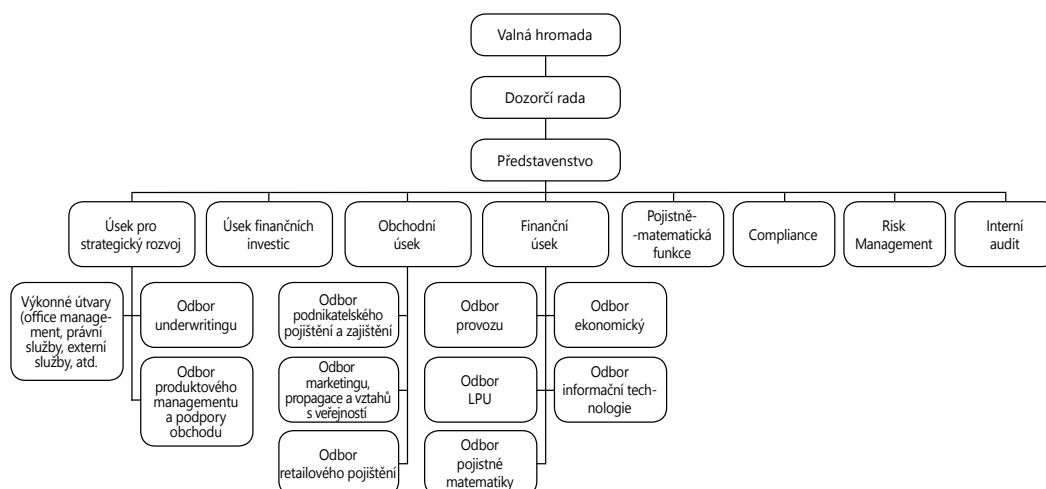 Valná hromada
Dozorčí rada
Představenstvo
Úsek pro
strategický rozvoj
Úsek finančních
investic
Obchodní
úsek
Finanční
úsek
Pojistně-
-matematická
funkce
Compliance
Risk
Management
Interní
audit
Výkonné útvary
(office manage-
ment, právní
služby, externí
služby, atd.
Odbor
underwritingu
Odbor
produktového
managementu
a podpory
obchodu
Odbor
podnikatelského
pojištění a zajištění
Odbor
marketingu,
propagace a vztahů
s veřejností
Odbor
retailového pojištění
Odbor
provozu
Odbor
LPU
Odbor
pojistné
matematiky
Odbor
ekonomický
Odbor
informační tech-
nologie